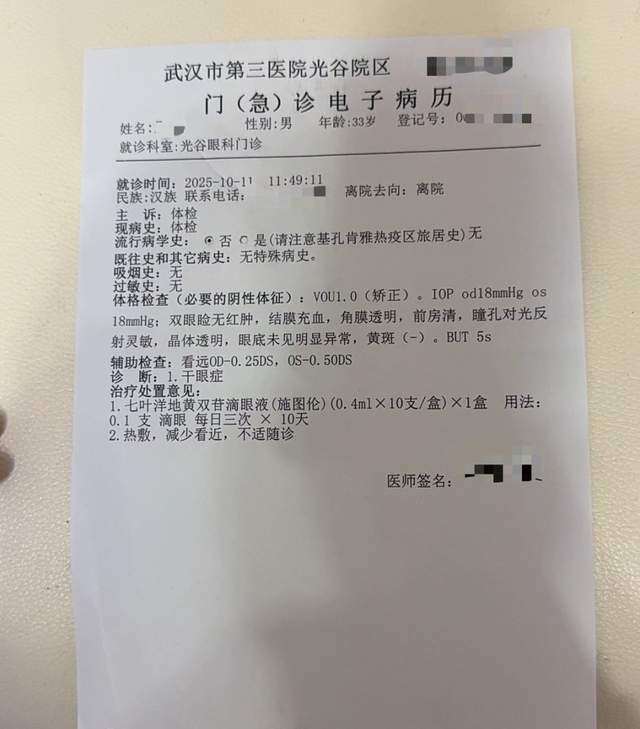 武汉市第三医院光谷院区
门（急）诊电子病历
姓名: 性别:男 年龄:33岁 登记号:0
就诊科室:光谷眼科门诊
就诊时间: 2025-10-11 11:49:11
民族:汉族 联系电话: 离院去向: 离院
主 诉: 体检
现病史: 体检
流行病学史: 否 是(请注意基孔肯雅热疫区旅居史)无
既往史和其它病史: 无特殊病史。
吸烟史: 无
过敏史: 无
体格检查（必要的阴性体征）: VOU1.0（矫正）。IOP od18mmHg os
18mmHg; 双眼睑无红肿，结膜充血，角膜透明，前房清，瞳孔对光反
射灵敏，晶体透明，眼底未见明显异常，黄斑（-）。BUT 5s
辅助检查: 看远OD-0.25DS, OS-0.50DS
诊 断: 1.干眼症
治疗处置意见:
1.七叶洋地黄双苷滴眼液(施图伦)(0.4ml×10支/盒)×1盒 用法:
0.1 支 滴眼 每日三次 × 10天
2.热敷，减少看近，不适随诊
医师签名: